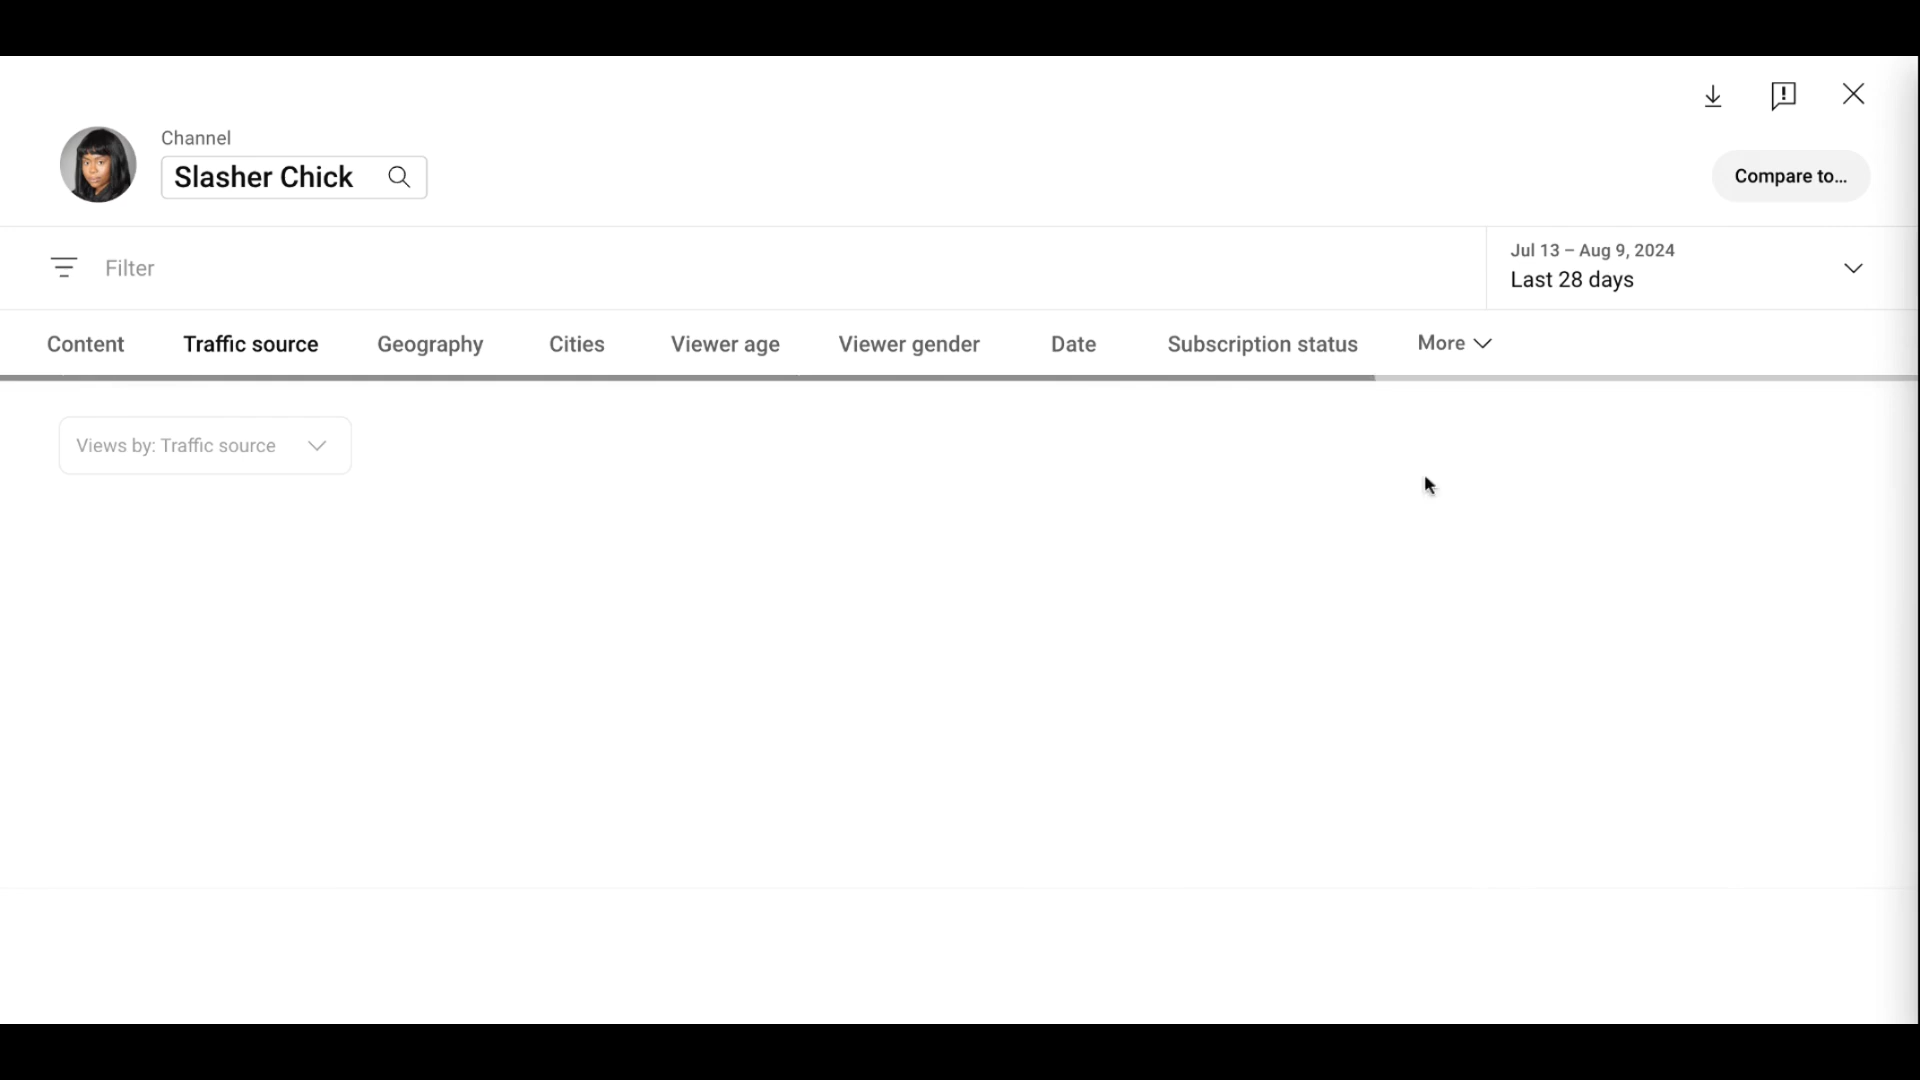 Channel
Slasher Chick
Compare to...
Filter
Jul 13 – Aug 9, 2024
Last 28 days
Content Traffic source Geography Cities Viewer age Viewer gender Date Subscription status More
Views by: Traffic source